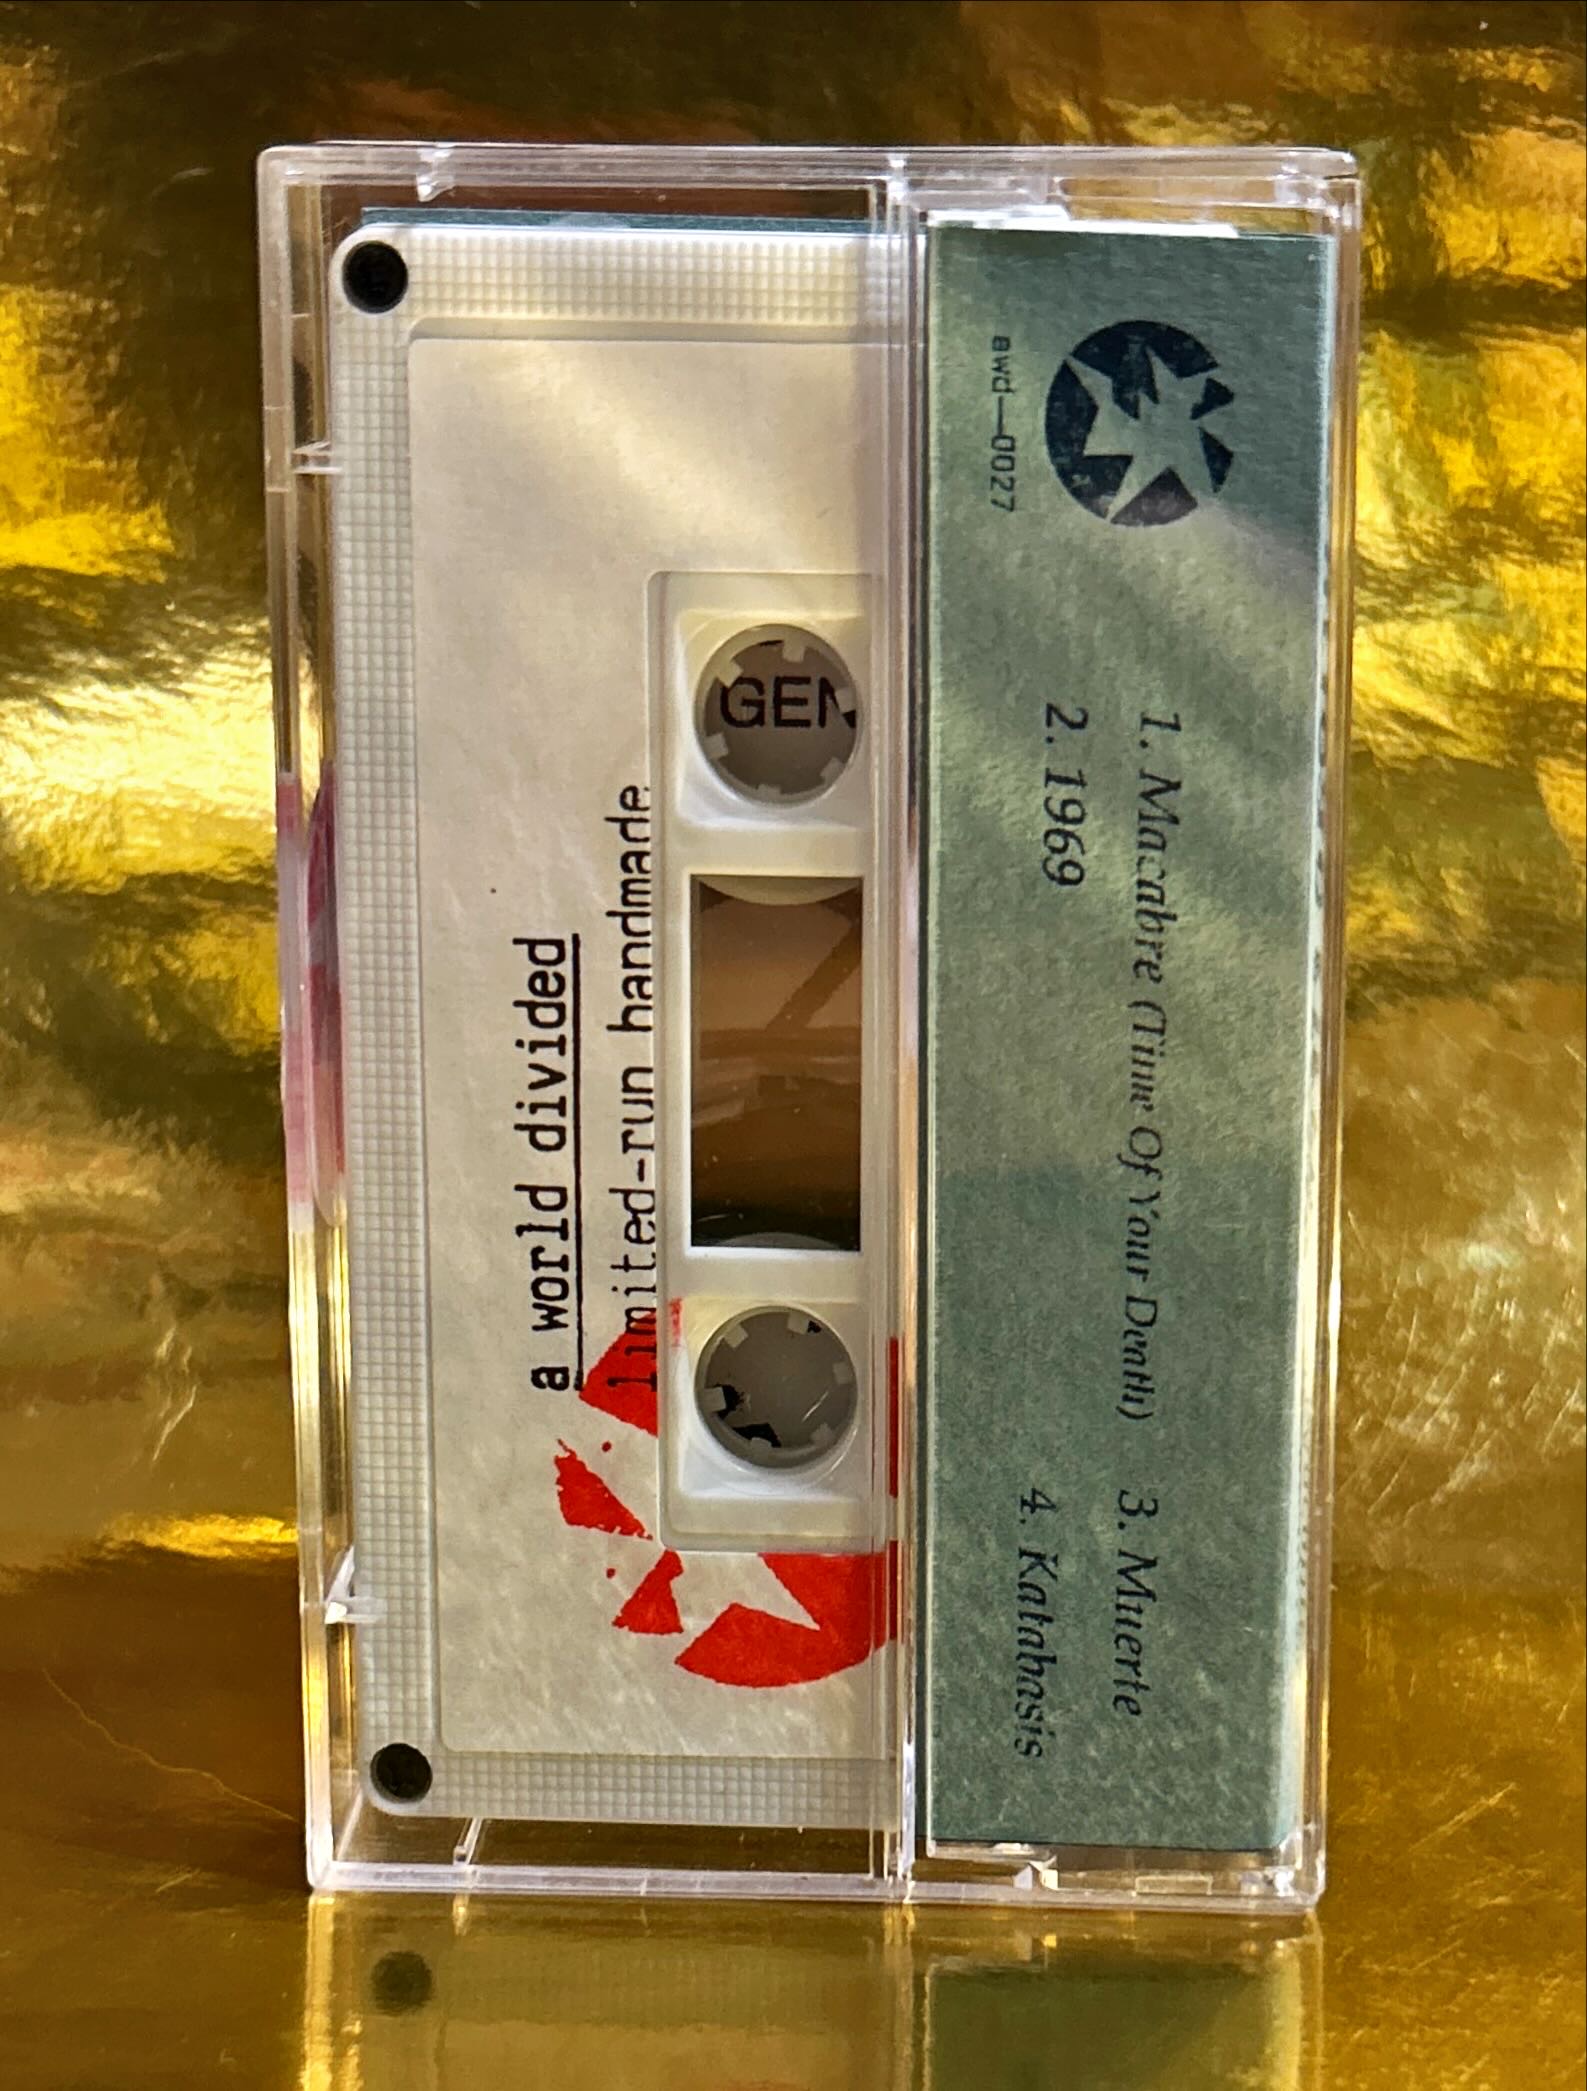 a world divided
limited-run handmade
GEN
awd—0027
1. Macabre (Time Of Your Death)
2. 1969
3. Muerte
4. Katabasis